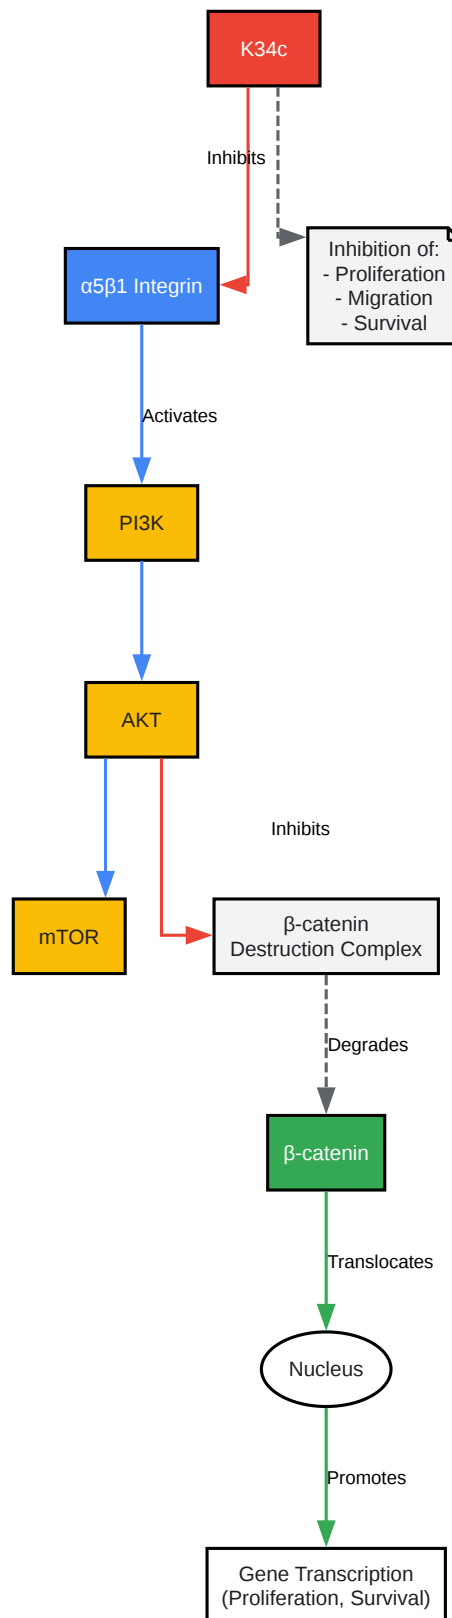 K34c
Inhibits
Inhibition of:
- Proliferation
- Migration
- Survival
α5β1 Integrin
Activates
PI3K
AKT
Inhibits
mTOR
β-catenin
Destruction Complex
Degrades
β-catenin
Translocates
Nucleus
Promotes
Gene Transcription
(Proliferation, Survival)